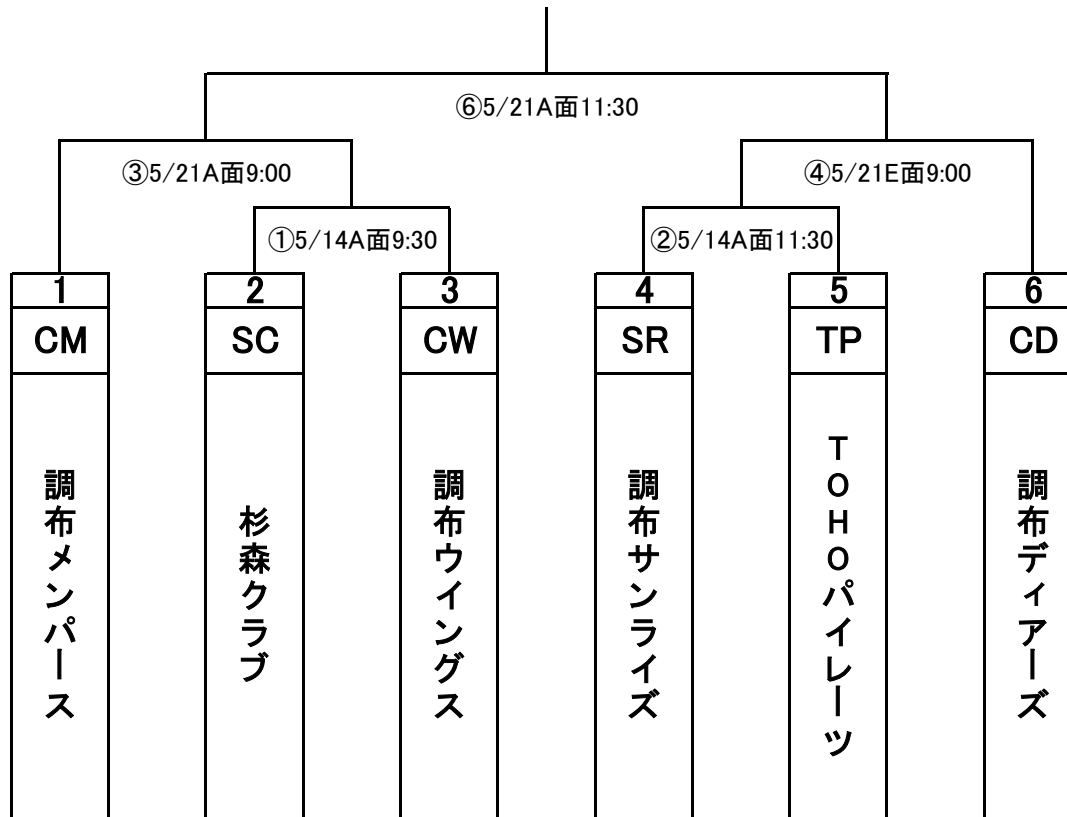 ⑥5/21A面11:30
③5/21A面9:00
④5/21E面9:00
①5/14A面9:30
②5/14A面11:30
1
2
3
4
5
6
CM
SC
CW
SR
TP
CD
調布メンパース
杉森クラブ
調布ウイングス
調布サンライズ
TOHOパイレーツ
調布ディアーズ